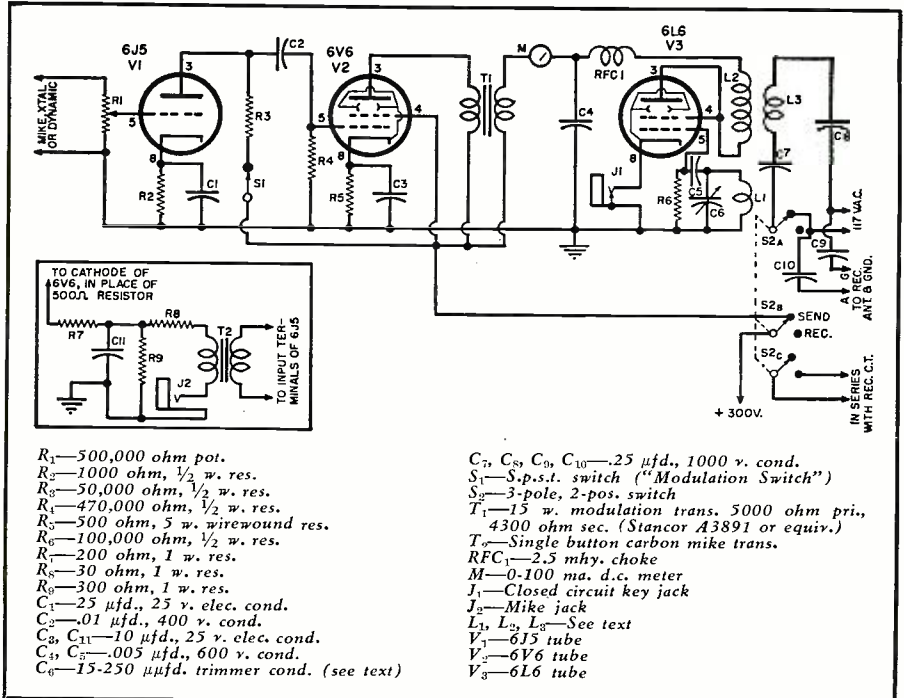 6J5
V1
C2
6V6
V2
3
5
8
R1
R2
C1
R3
S1
R4
3
5
4
8
R5
C3
T1
M
C4
RFC1
6L6
V3
3
4
5
8
J1
R6
C5
C6
L1
L2
L3
C7
C8
S2A
C9
C10
S2B
SEND
REC.
S2C
+300V.
MIKE, XTAL
OR DYNAMIC
117 VAC.
G
A
TO REC.
ANT. & GND.
IN SERIES
WITH REC. C.T.
TO CATHODE OF
6V6, IN PLACE OF
500Ω RESISTOR
R7
R8
C11
R9
T2
J2
TO INPUT TER-
MINALS OF 6J5
R₁—500,000 ohm pot.
R₂—1000 ohm, ½ w. res.
R₃—50,000 ohm, ½ w. res.
R₄—470,000 ohm, ½ w. res.
R₅—500 ohm, 5 w. wirewound res.
R₆—100,000 ohm, ½ w. res.
R₇—200 ohm, 1 w. res.
R₈—30 ohm, 1 w. res.
R₉—300 ohm, 1 w. res.
C₁—25 μfd., 25 v. elec. cond.
C₂—.01 μfd., 400 v. cond.
C₃, C₁₁—10 μfd., 25 v. elec. cond.
C₄, C₅—.005 μfd., 600 v. cond.
C₆—15-250 μμfd. trimmer cond. (see text)
C₇, C₈, C₉, C₁₀—.25 μfd., 1000 v. cond.
S₁—S.p.s.t. switch ("Modulation Switch")
S₂—3-pole, 2-pos. switch
T₁—15 w. modulation trans. 5000 ohm pri.,
4300 ohm sec. (Stancor A3891 or equiv.)
T₂—Single button carbon mike trans.
RFC₁—2.5 mhy. choke
M—0-100 ma. d.c. meter
J₁—Closed circuit key jack
J₂—Mike jack
L₁, L₂, L₃—See text
V₁—6J5 tube
V₂—6V6 tube
V₃—6L6 tube